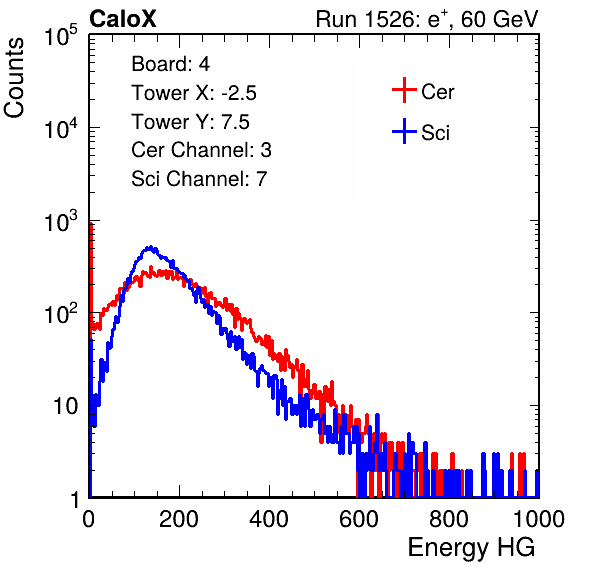 CaloX Run 1526: e⁺, 60 GeV
Counts
Board: 4
Tower X: -2.5
Tower Y: 7.5
Cer Channel: 3
Sci Channel: 7
Cer
Sci
10⁵
10⁴
10³
10²
10
1
0 200 400 600 800 1000
Energy HG